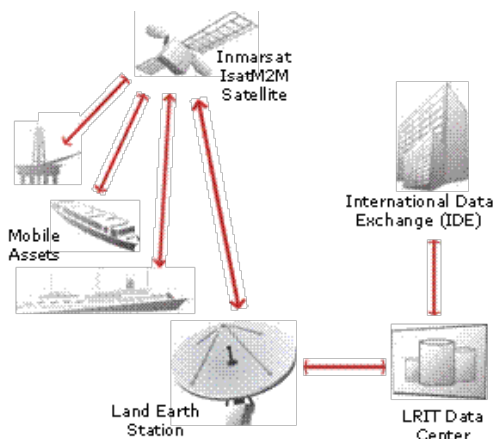 Inmarsat
IsatM2M
Satellite
International Data
Exchange (IDE)
Mobile
Assets
Land Earth
Station
LRIT Data
Center